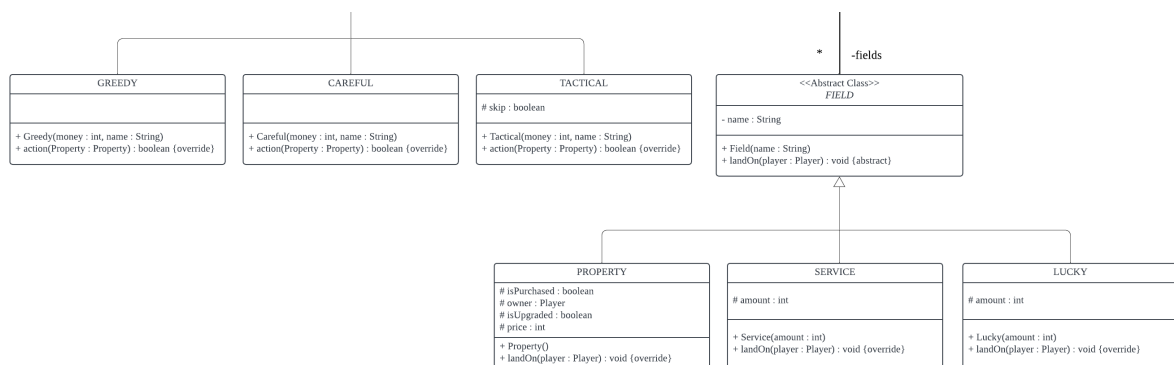 * -fields
GREEDY
+ Greedy(money : int, name : String)
+ action(Property : Property) : boolean {override}
CAREFUL
+ Careful(money : int, name : String)
+ action(Property : Property) : boolean {override}
TACTICAL
# skip : boolean
+ Tactical(money : int, name : String)
+ action(Property : Property) : boolean {override}
<<Abstract Class>>
FIELD
- name : String
+ Field(name : String)
+ landOn(player : Player) : void {abstract}
PROPERTY
# isPurchased : boolean
# owner : Player
# isUpgraded : boolean
# price : int
+ Property()
+ landOn(player : Player) : void {override}
SERVICE
# amount : int
+ Service(amount : int)
+ landOn(player : Player) : void {override}
LUCKY
# amount : int
+ Lucky(amount : int)
+ landOn(player : Player) : void {override}